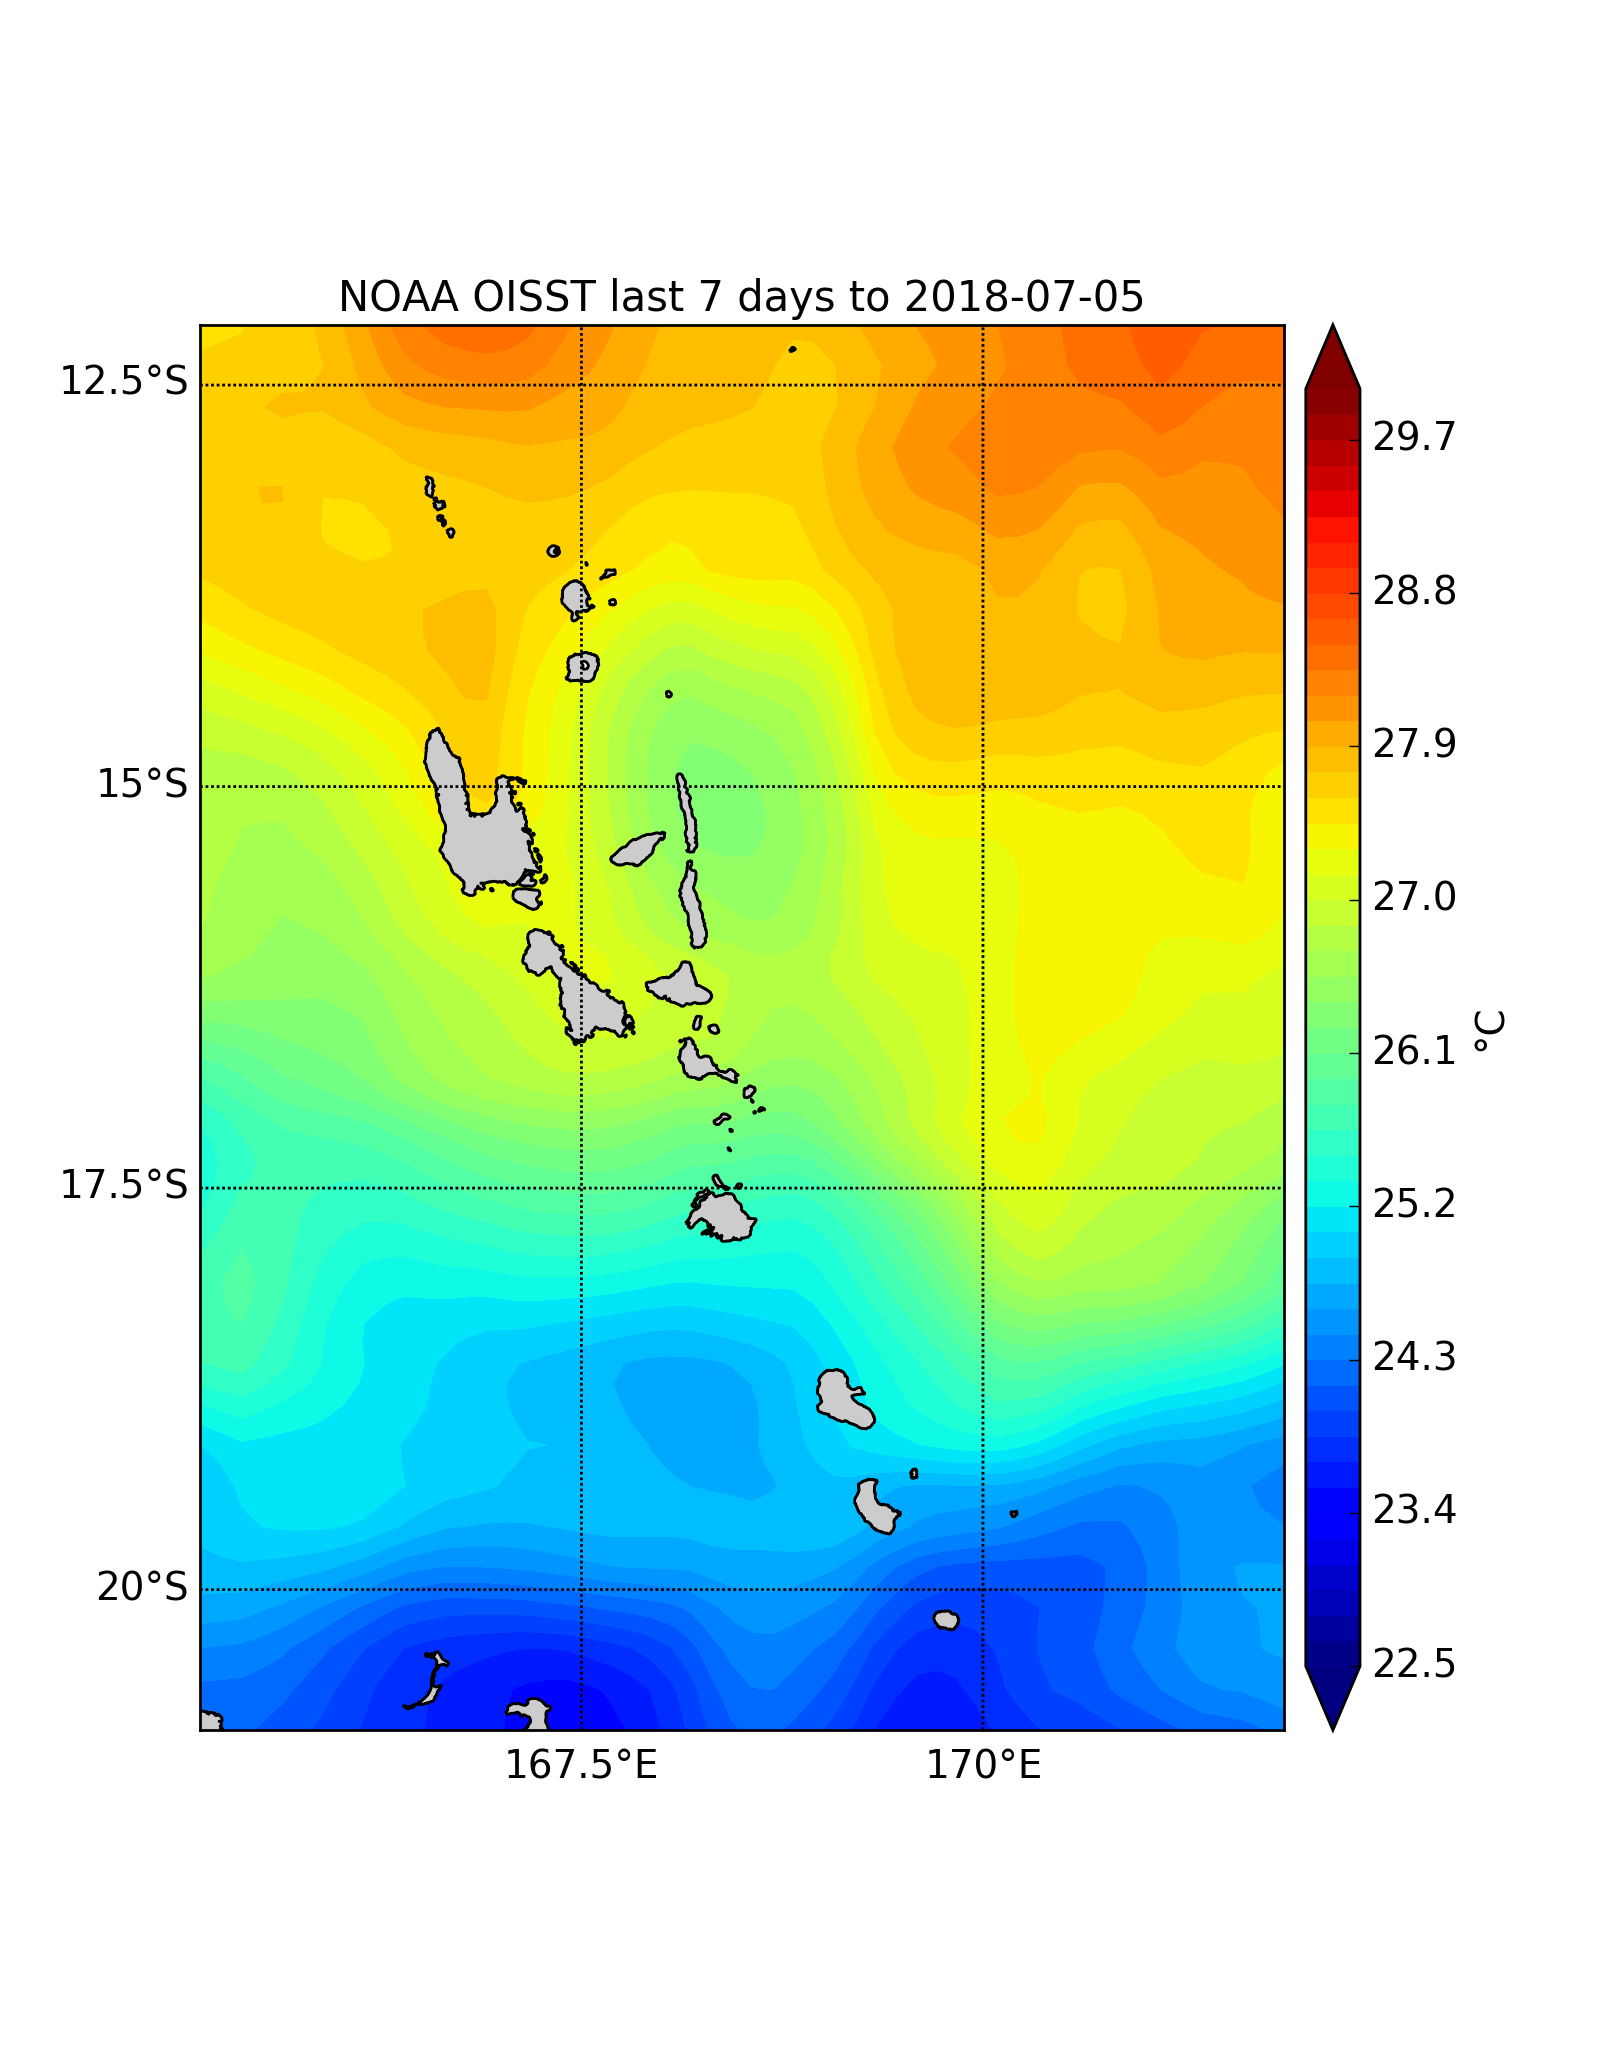 NOAA OISST last 7 days to 2018-07-05
12.5°S
15°S
17.5°S
20°S
167.5°E
170°E
29.7
28.8
27.9
27.0
26.1
25.2
24.3
23.4
22.5
°C